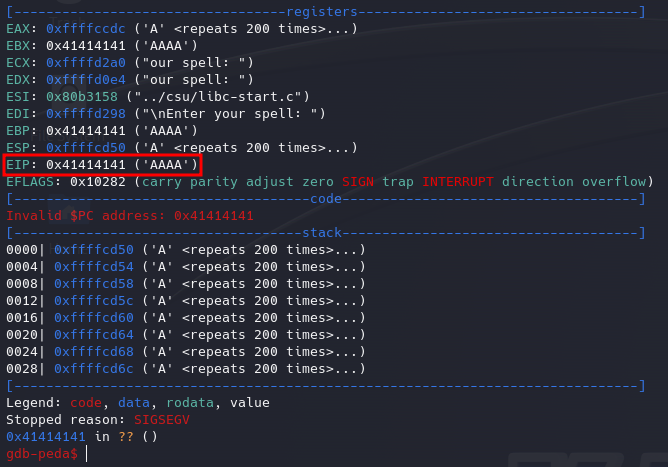 [----------------------------------registers-----------------------------------]
EAX: 0xffffccdc ('A' <repeats 200 times>...)
EBX: 0x41414141 ('AAAA')
ECX: 0xffffd2a0 ("our spell: ")
EDX: 0xffffd0e4 ("our spell: ")
ESI: 0x80b3158 ("../csu/libc-start.c")
EDI: 0xffffd298 ("\nEnter your spell: ")
EBP: 0x41414141 ('AAAA')
ESP: 0xffffcd50 ('A' <repeats 200 times>...)
EIP: 0x41414141 ('AAAA')
EFLAGS: 0x10282 (carry parity adjust zero SIGN trap INTERRUPT direction overflow)
[-------------------------------------code-------------------------------------]
Invalid $PC address: 0x41414141
[------------------------------------stack-------------------------------------]
0000| 0xffffcd50 ('A' <repeats 200 times>...)
0004| 0xffffcd54 ('A' <repeats 200 times>...)
0008| 0xffffcd58 ('A' <repeats 200 times>...)
0012| 0xffffcd5c ('A' <repeats 200 times>...)
0016| 0xffffcd60 ('A' <repeats 200 times>...)
0020| 0xffffcd64 ('A' <repeats 200 times>...)
0024| 0xffffcd68 ('A' <repeats 200 times>...)
0028| 0xffffcd6c ('A' <repeats 200 times>...)
[------------------------------------------------------------------------------]
Legend: code, data, rodata, value
Stopped reason: SIGSEGV
0x41414141 in ?? ()
gdb-peda$